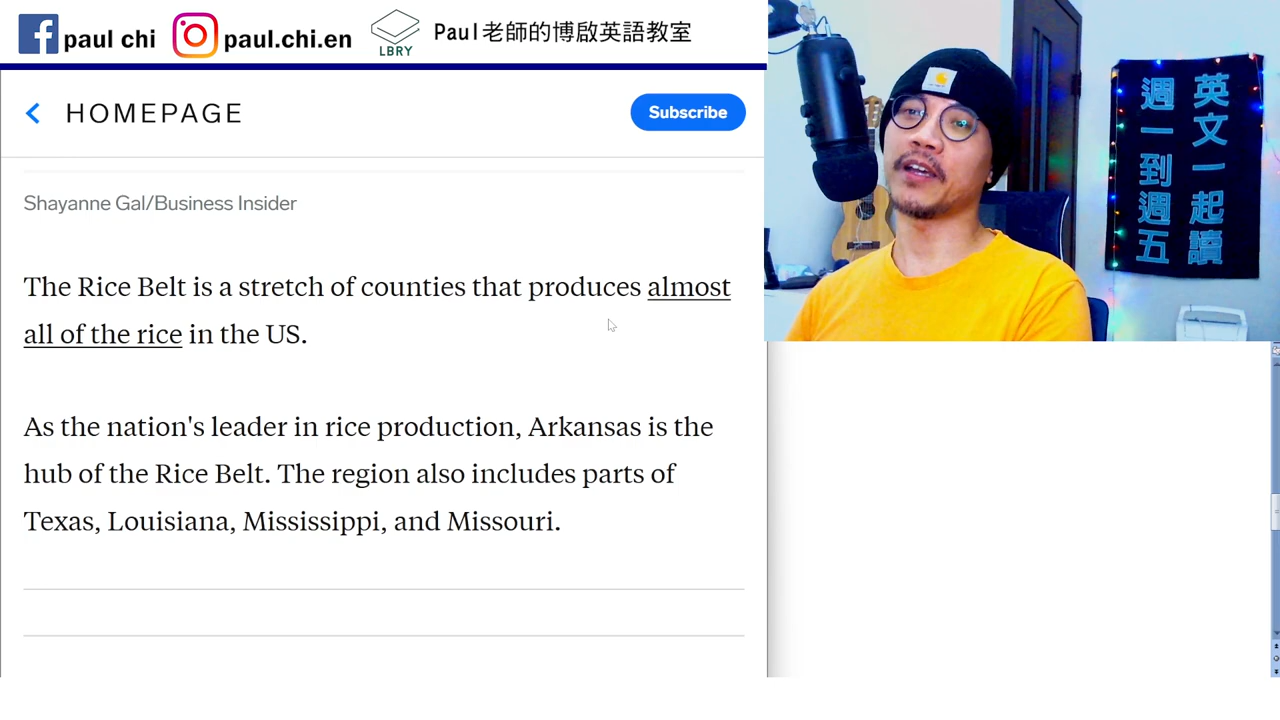 paul chi
paul.chi.en
LBRY
Paul老師的博啟英語教室
HOMEPAGE
Subscribe
Shayanne Gal/Business Insider
The Rice Belt is a stretch of counties that produces almost
all of the rice in the US.
As the nation's leader in rice production, Arkansas is the
hub of the Rice Belt. The region also includes parts of
Texas, Louisiana, Mississippi, and Missouri.
英文一起讀
週一到週五